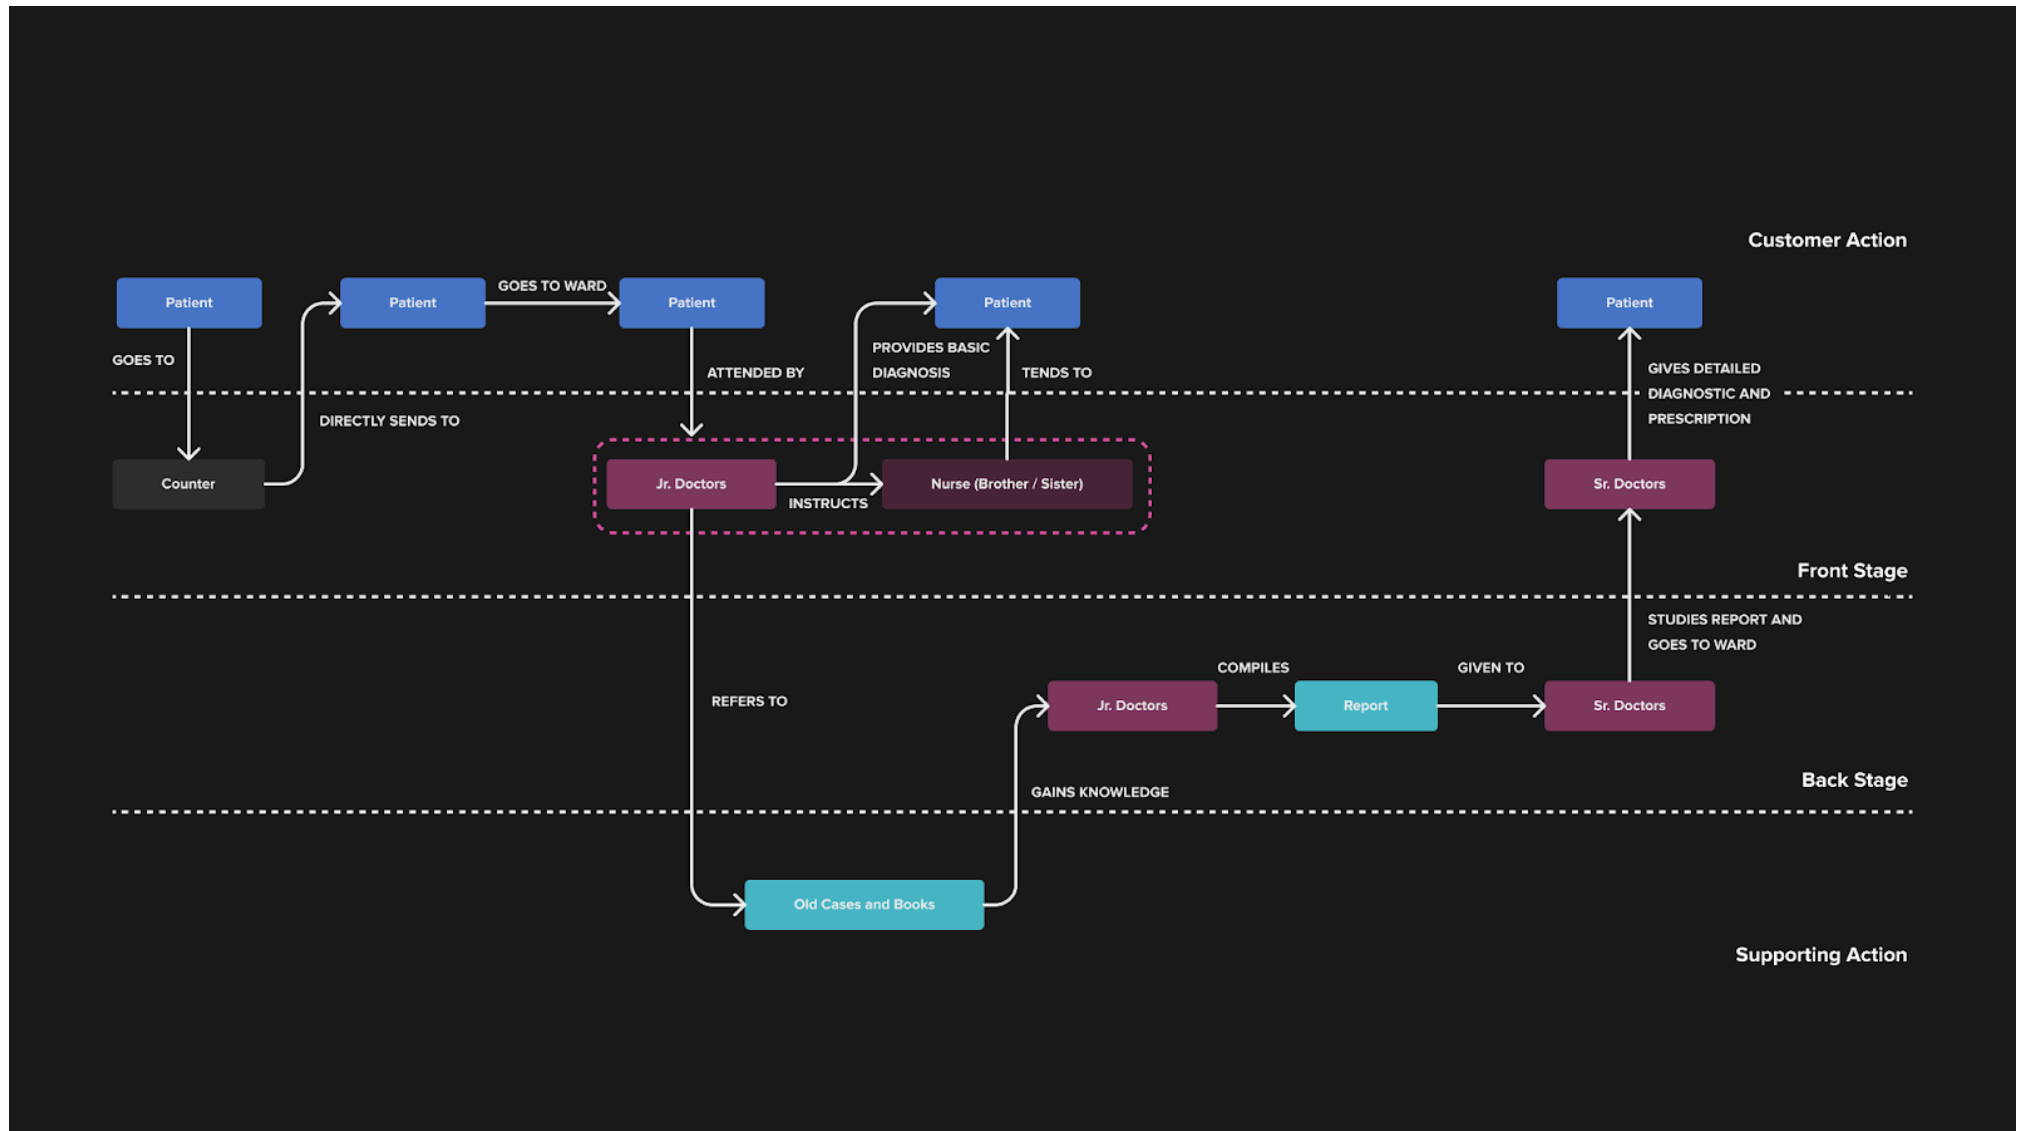 Customer Action
Patient
Patient
GOES TO WARD
Patient
Patient
Patient
GOES TO
DIRECTLY SENDS TO
ATTENDED BY
PROVIDES BASIC
DIAGNOSIS
TENDS TO
GIVES DETAILED
DIAGNOSTIC AND
PRESCRIPTION
Counter
Jr. Doctors
INSTRUCTS
Nurse (Brother / Sister)
Sr. Doctors
Front Stage
STUDIES REPORT AND
GOES TO WARD
REFERS TO
Jr. Doctors
COMPILES
Report
GIVEN TO
Sr. Doctors
Back Stage
GAINS KNOWLEDGE
Old Cases and Books
Supporting Action